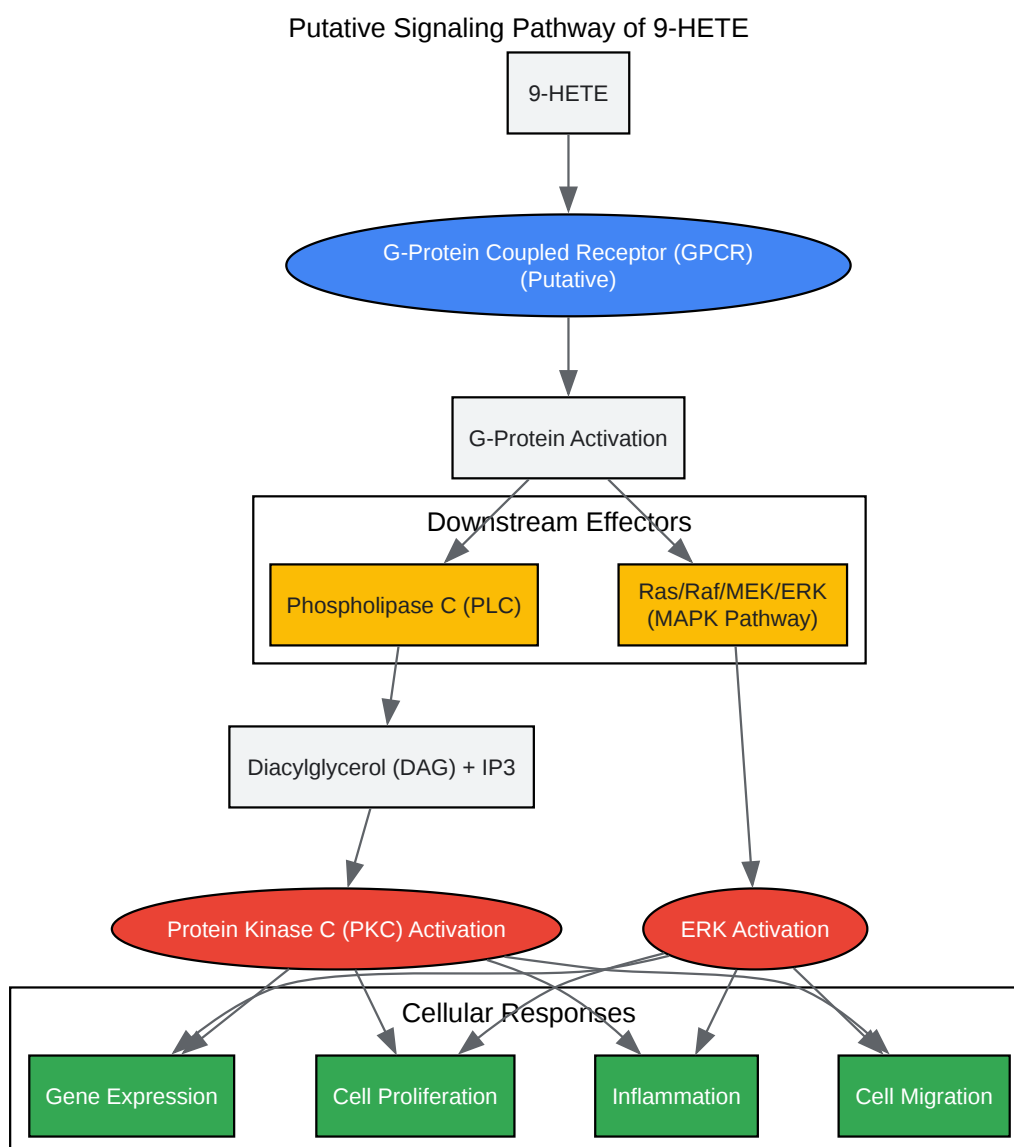 Putative Signaling Pathway of 9-HETE
9-HETE
G-Protein Coupled Receptor (GPCR)
(Putative)
G-Protein Activation
Downstream Effectors
Phospholipase C (PLC)
Ras/Raf/MEK/ERK
(MAPK Pathway)
Diacylglycerol (DAG) + IP3
Protein Kinase C (PKC) Activation
ERK Activation
Cellular Responses
Gene Expression
Cell Proliferation
Inflammation
Cell Migration